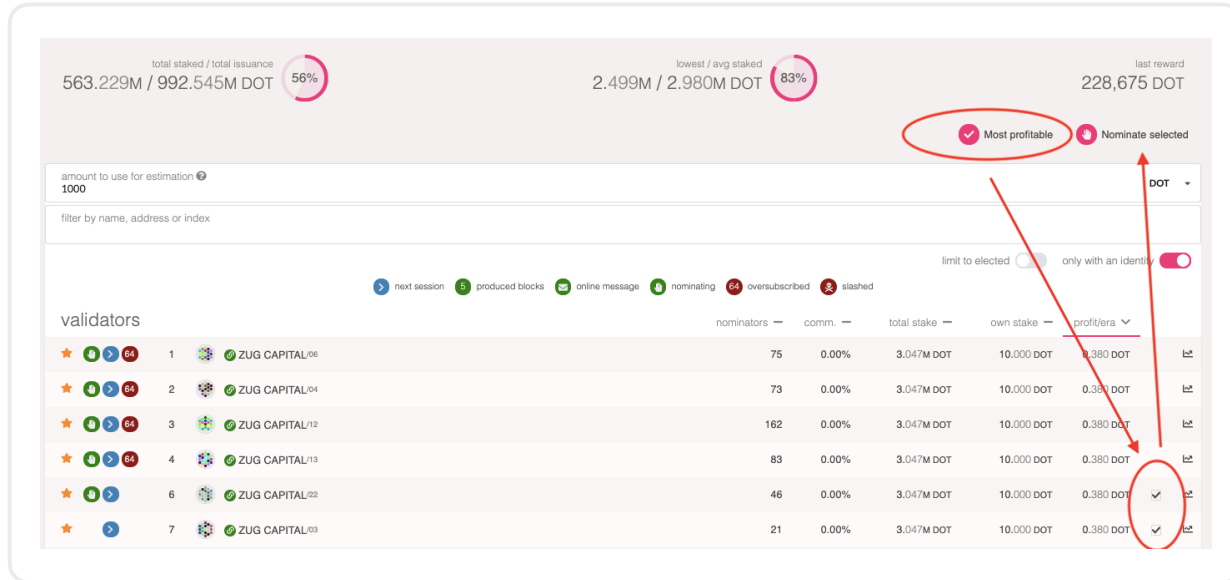 total staked / total issuance
563.229M / 992.545M DOT
56%
lowest / avg staked
2.499M / 2.980M DOT
83%
last reward
228,675 DOT
Most profitable
Nominate selected
amount to use for estimation ?
1000
DOT
filter by name, address or index
limit to elected
only with an identity
next session 5 produced blocks online message nominating 64 oversubscribed slashed
validators nominators comm. total stake own stake profit/era
64 1 ZUG CAPITAL/06 75 0.00% 3.047M DOT 10.000 DOT 0.380 DOT
64 2 ZUG CAPITAL/04 73 0.00% 3.047M DOT 10.000 DOT 0.380 DOT
64 3 ZUG CAPITAL/12 162 0.00% 3.047M DOT 10.000 DOT 0.380 DOT
64 4 ZUG CAPITAL/13 83 0.00% 3.047M DOT 10.000 DOT 0.380 DOT
6 ZUG CAPITAL/22 46 0.00% 3.047M DOT 10.000 DOT 0.380 DOT
7 ZUG CAPITAL/03 21 0.00% 3.047M DOT 10.000 DOT 0.380 DOT